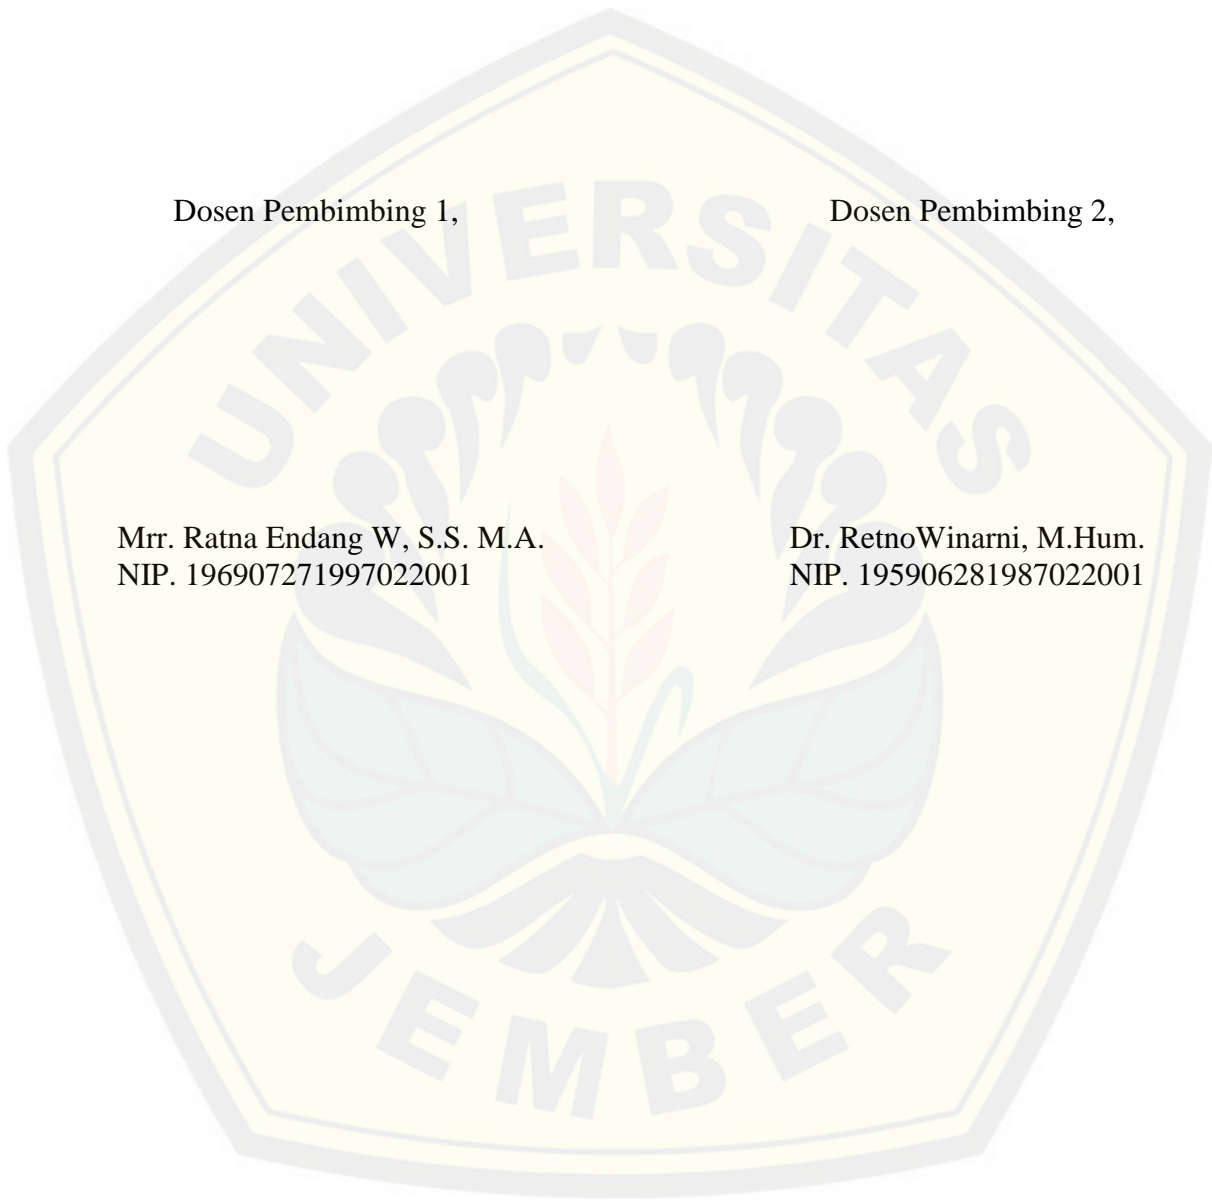 UNIVERSITAS
Dosen Pembimbing 1,
Dosen Pembimbing 2,
Mrr. Ratna Endang W, S.S. M.A.
NIP. 196907271997022001
Dr. RetnoWinarni, M.Hum.
NIP. 195906281987022001
JEMBER